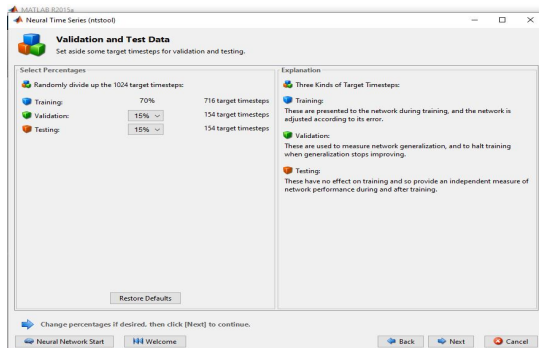 MATLAB R2015a
Neural Time Series (ntstool)
Validation and Test Data
Set aside some target timesteps for validation and testing.
Select Percentages
Randomly divide up the 1024 target timesteps:
Training: 70% 716 target timesteps
Validation: 15% 154 target timesteps
Testing: 15% 154 target timesteps
Restore Defaults
Explanation
Three Kinds of Target Timesteps:
Training:
These are presented to the network during training, and the network is
adjusted according to its error.
Validation:
These are used to measure network generalization, and to halt training
when generalization stops improving.
Testing:
These have no effect on training and so provide an independent measure of
network performance during and after training.
Change percentages if desired, then click [Next] to continue.
Neural Network Start Welcome Back Next Cancel